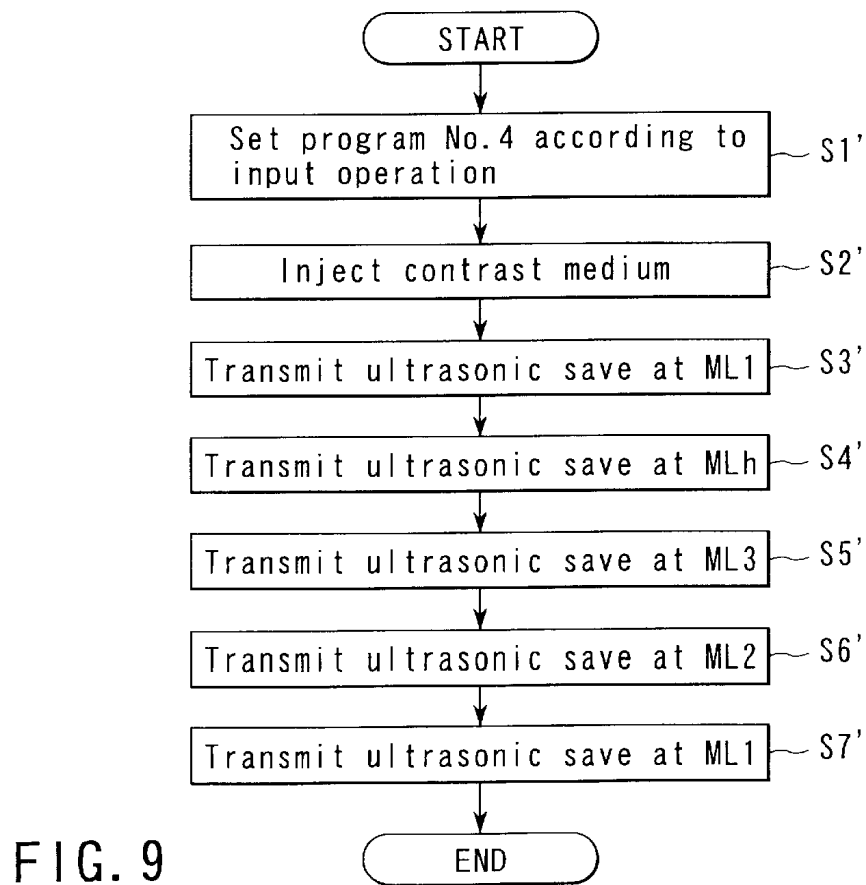 START
Set program No.4 according to
input operation
S1'
Inject contrast medium
S2'
Transmit ultrasonic save at ML1
S3'
Transmit ultrasonic save at MLh
S4'
Transmit ultrasonic save at ML3
S5'
Transmit ultrasonic save at ML2
S6'
Transmit ultrasonic save at ML1
S7'
END
FIG. 9